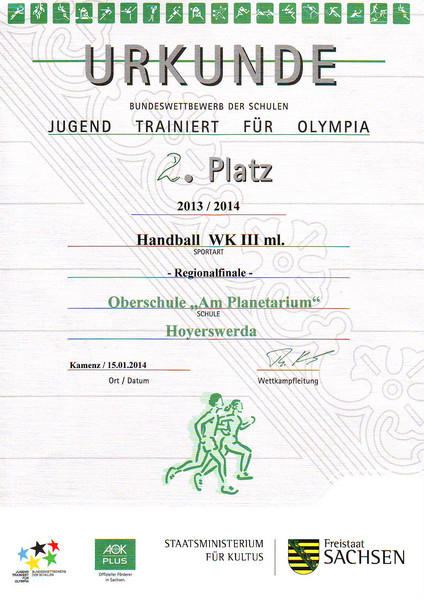 URKUNDE
BUNDESWETTBEWERB DER SCHULEN
JUGEND TRAINIERT FÜR OLYMPIA
2. Platz
2013 / 2014
Handball WK III ml.
SPORTART
- Regionalfinale -
Oberschule „Am Planetarium“
SCHULE
Hoyerswerda
Kamenz / 15.01.2014
Ort / Datum
Wettkampfleitung
JUGEND TRAINIERT FÜR OLYMPIA
BUNDESWETTBEWERB DER SCHULEN
AOK PLUS
Offizieller Förderer
in Sachsen.
STAATSMINISTERIUM
FÜR KULTUS
Freistaat
SACHSEN